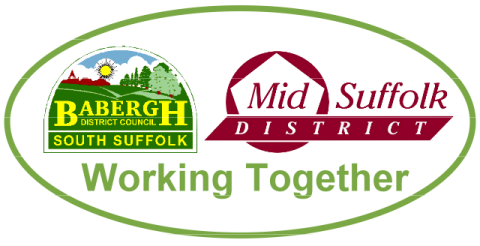 BABERGH
DISTRICT COUNCIL
SOUTH SUFFOLK
Mid Suffolk
DISTRICT
Working Together